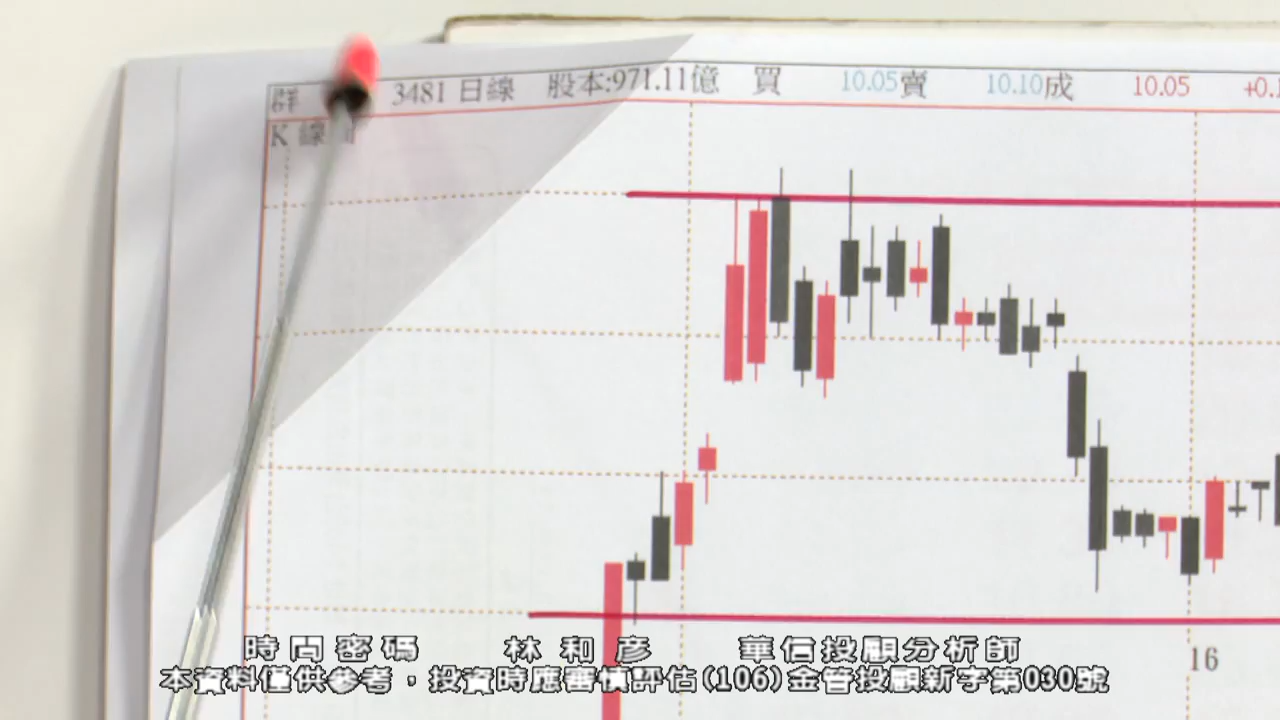 群 3481 日線 股本:971.11億 買 10.05賣 10.10成 10.05
K 線
16
時間密碼 林和彥 華信投顧分析師
本資料僅供參考，投資時應審慎評估(106)金管投顧新字第030號